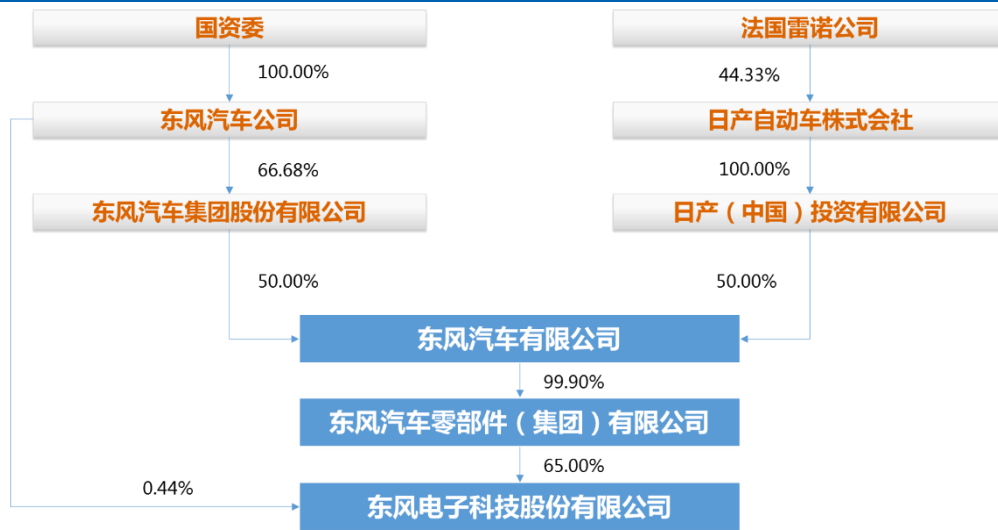 国资委
法国雷诺公司
100.00%
44.33%
东风汽车公司
日产自动车株式会社
66.68%
100.00%
东风汽车集团股份有限公司
日产（中国）投资有限公司
50.00%
50.00%
东风汽车有限公司
99.90%
东风汽车零部件（集团）有限公司
65.00%
0.44%
东风电子科技股份有限公司